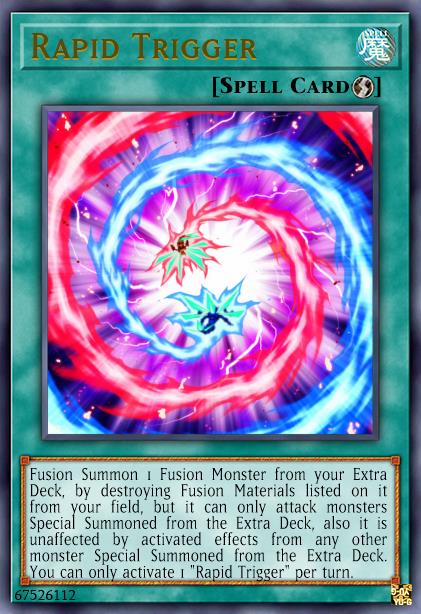 Rapid Trigger
SPELL
魔
[Spell Card]
Fusion Summon 1 Fusion Monster from your Extra
Deck, by destroying Fusion Materials listed on it
from your field, but it can only attack monsters
Special Summoned from the Extra Deck, also it is
unaffected by activated effects from any other
monster Special Summoned from the Extra Deck.
You can only activate 1 "Rapid Trigger" per turn.
67526112